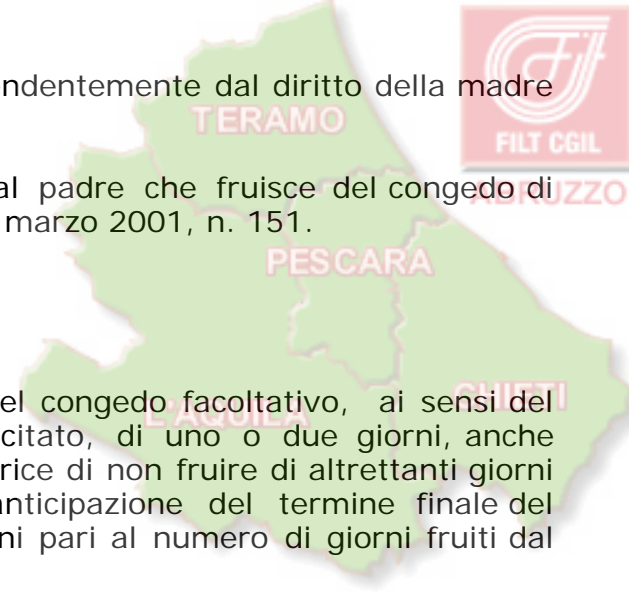 ndentemente dal diritto della madre
TERAMO
FILT CGIL
al padre che fruisce del congedo di
ABRUZZO
marzo 2001, n. 151.
PESCARA
el congedo facoltativo, ai sensi del
CHIETI
L'AQUILA
citato, di uno o due giorni, anche
rice di non fruire di altrettanti giorni
anticipazione del termine finale del
ni pari al numero di giorni fruiti dal